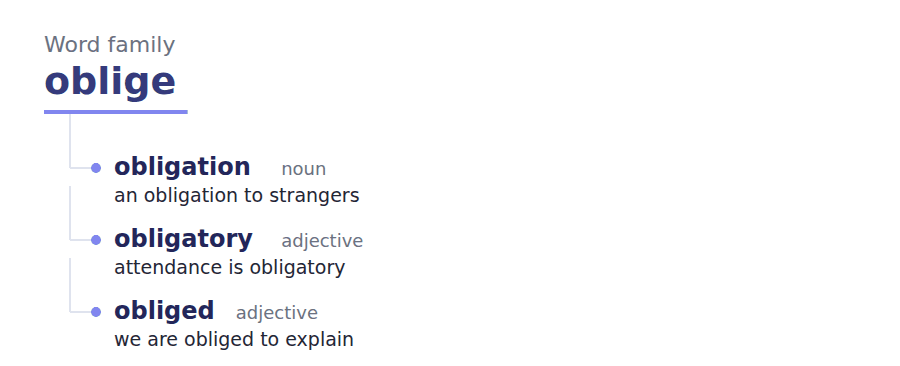 Word family
oblige
obligation noun
an obligation to strangers
obligatory adjective
attendance is obligatory
obliged adjective
we are obliged to explain